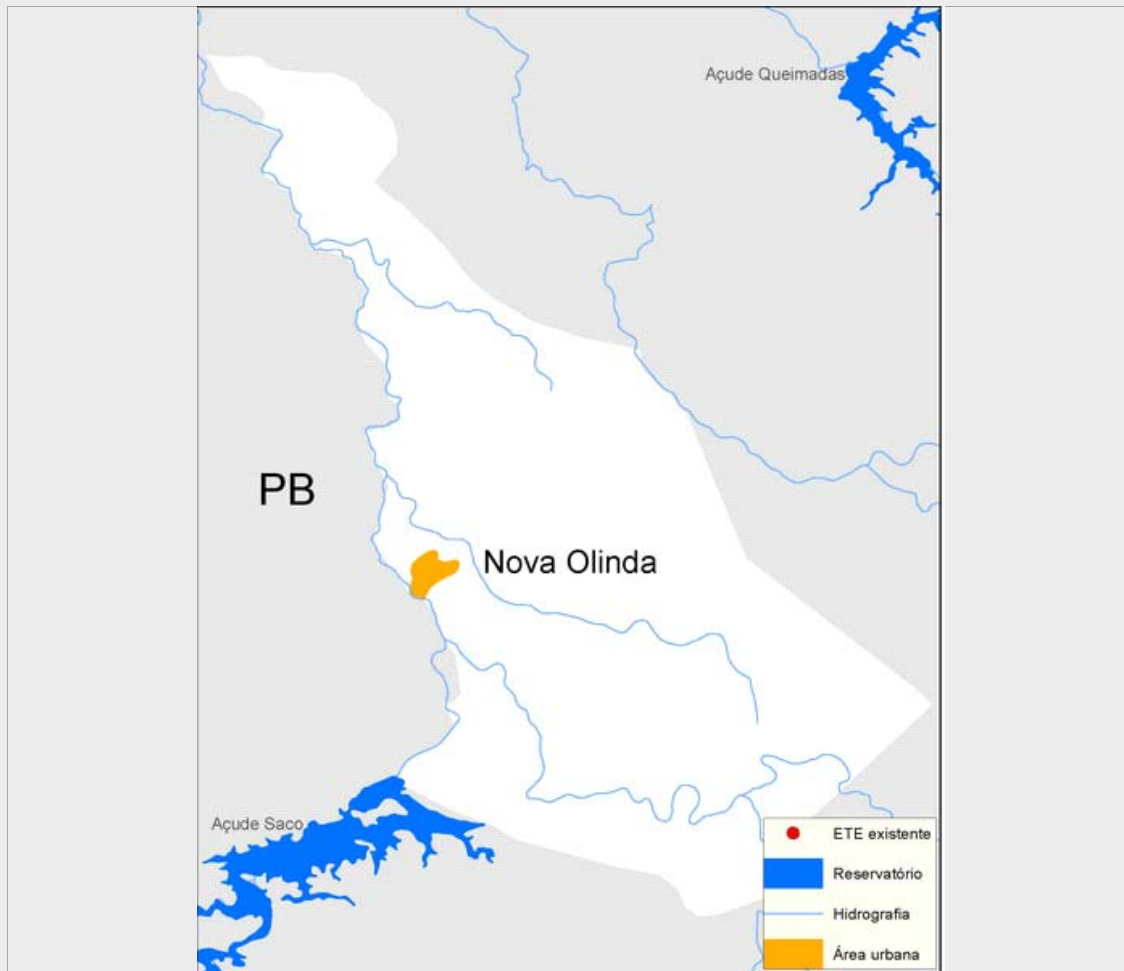 Açude Queimadas
PB
Nova Olinda
Açude Saco
ETE existente
Reservatório
Hidrografia
Área urbana